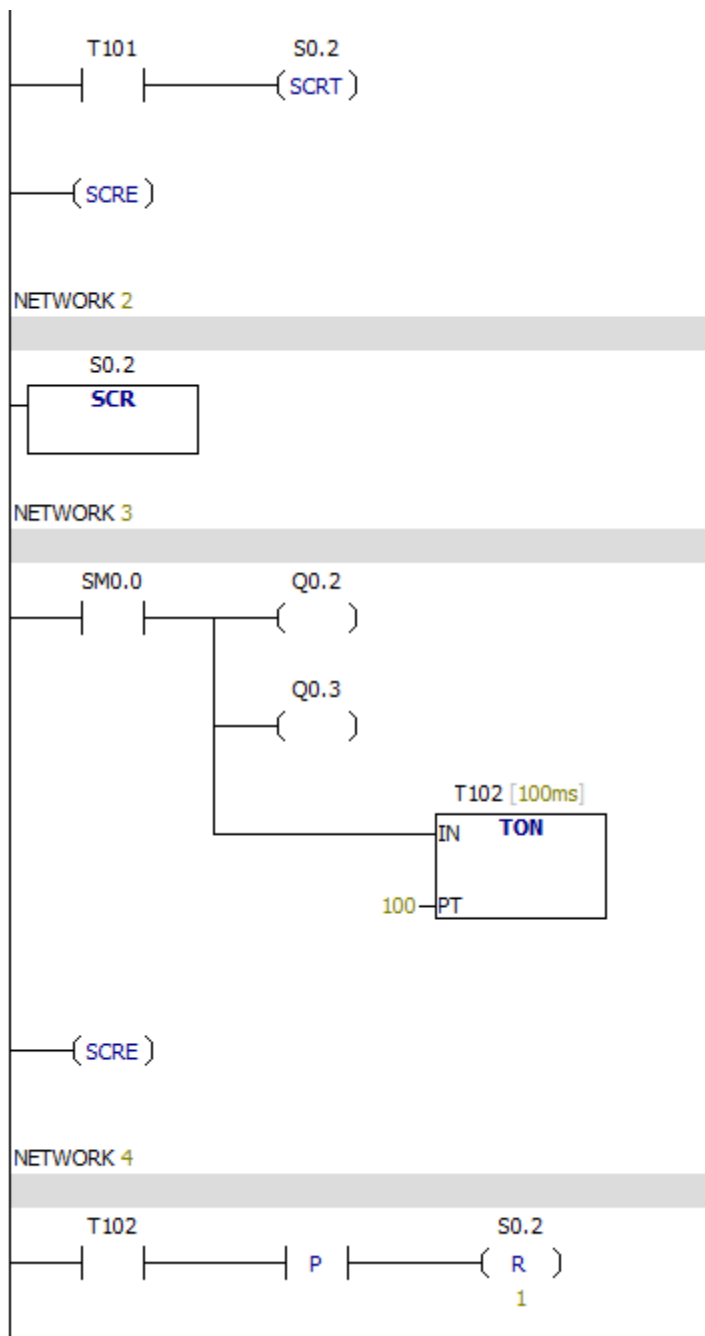 T101 S0.2
(SCRT)
(SCRE)
NETWORK 2
S0.2
SCR
NETWORK 3
SM0.0 Q0.2
( )
Q0.3
( )
T102 [100ms]
IN TON
100 PT
(SCRE)
NETWORK 4
T102 S0.2
P ( R )
1